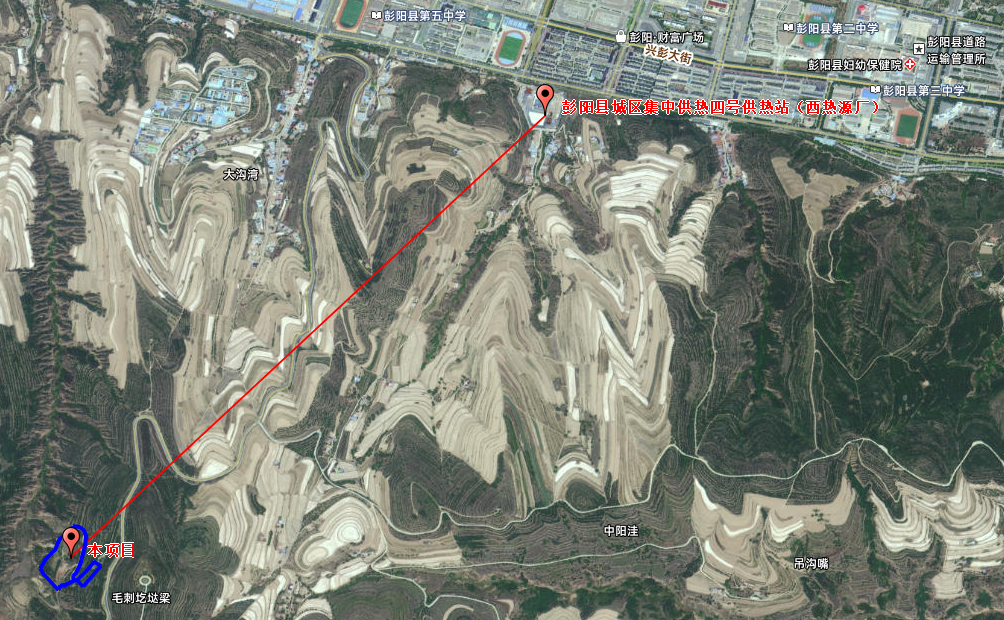 彭阳县第五中学
彭阳·财富广场
兴彭大街
彭阳县第二中学
彭阳县道路
运输管理所
彭阳县妇幼保健院
彭阳县第三中学
彭阳县城区集中供热四号供热站（西热源厂）
大沟湾
中阳洼
本项目
吊沟嘴
毛刺圪垯梁